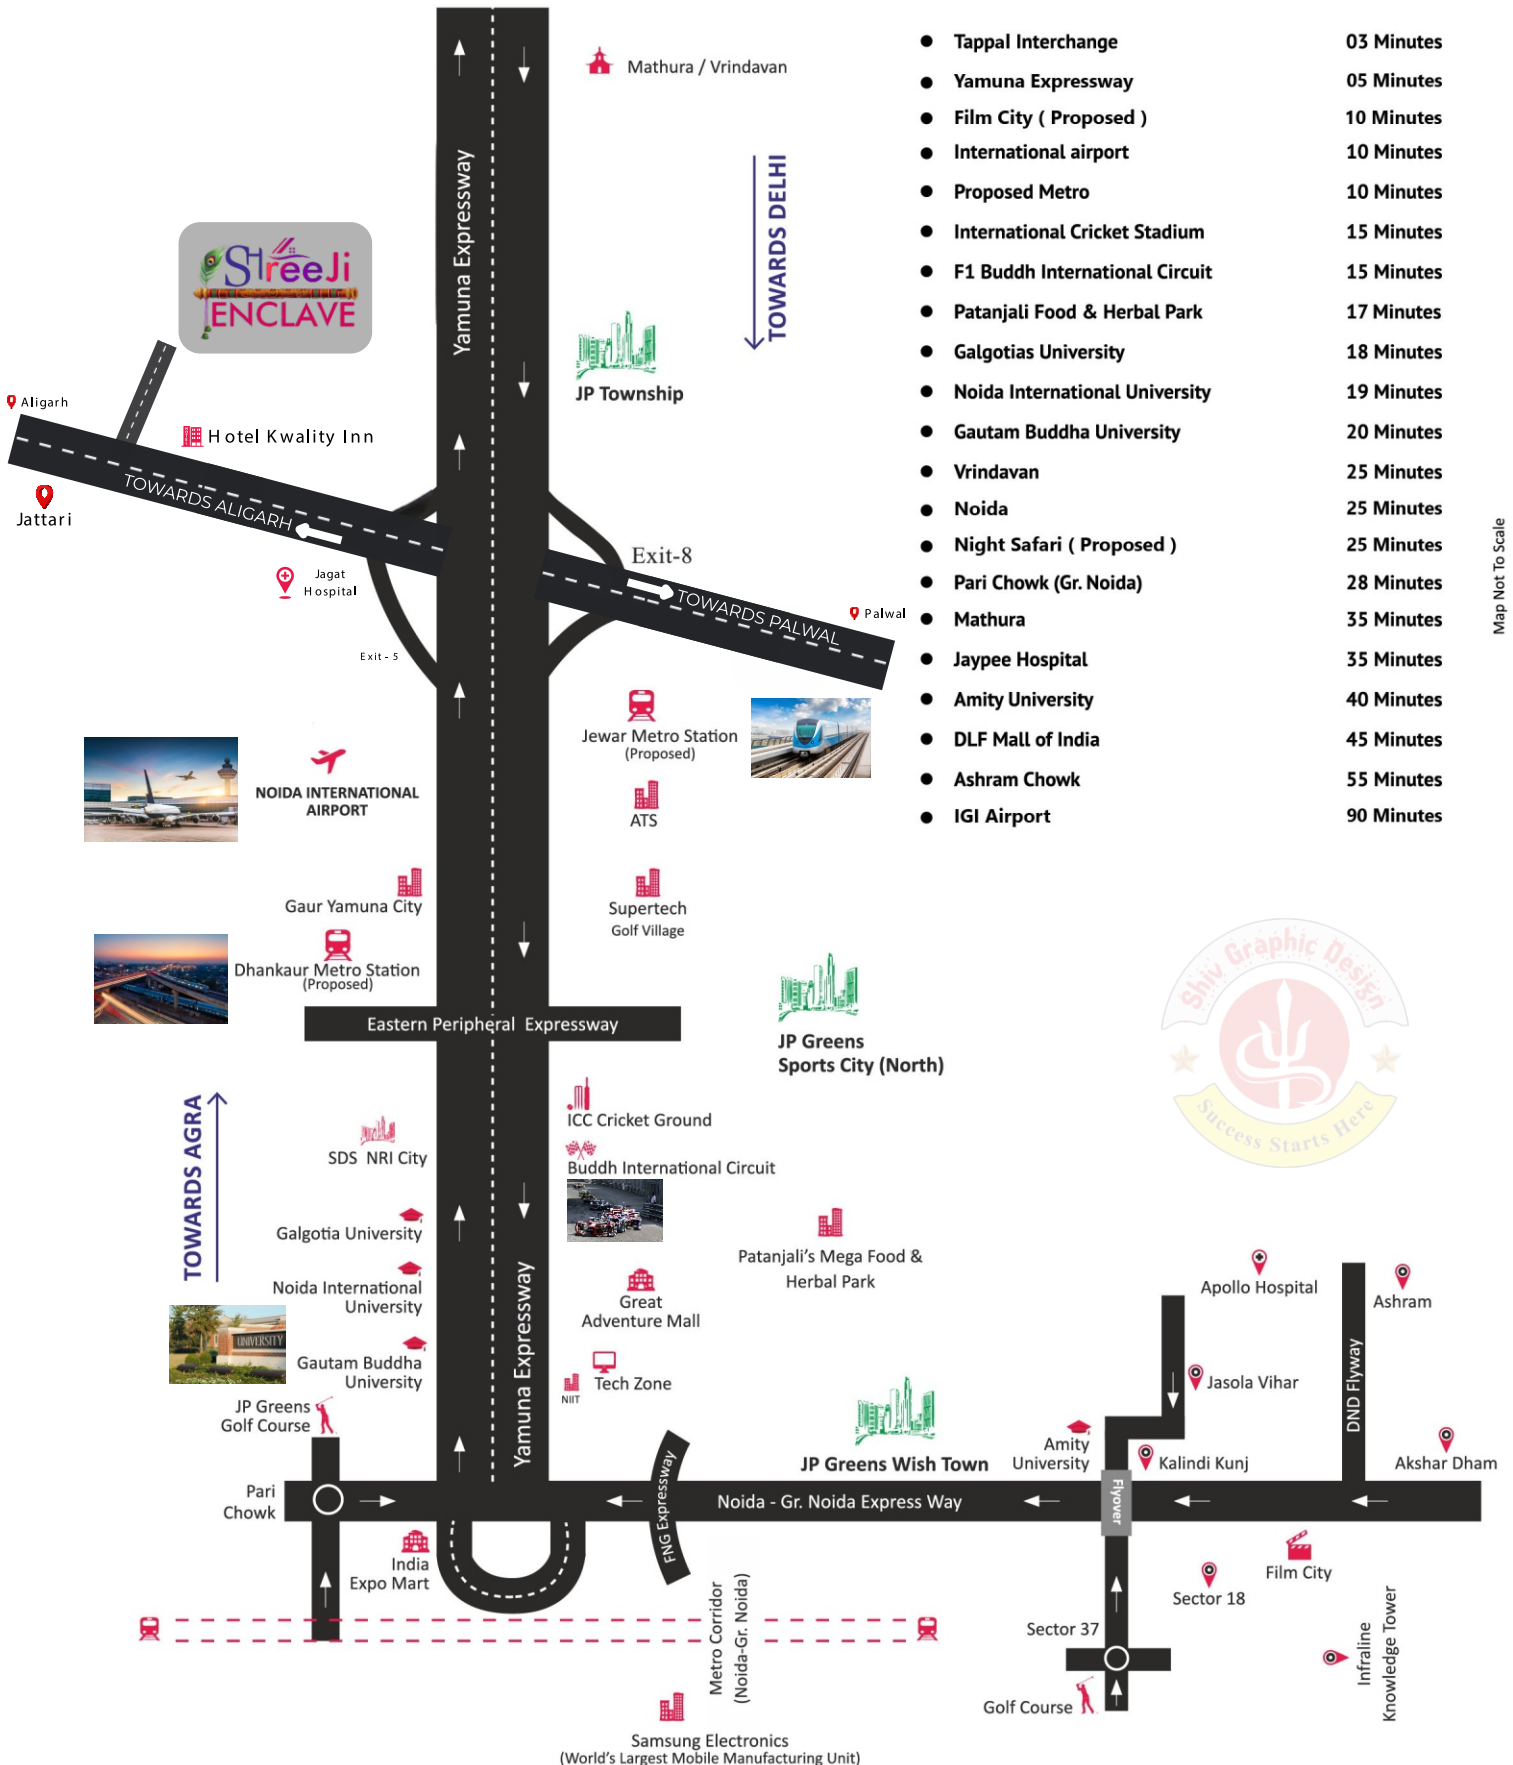 Mathura / Vrindavan
Yamuna Expressway
TOWARDS DELHI
ShreeJi
ENCLAVE
JP Township
Aligarh
Hotel Kwality Inn
Jattari
TOWARDS ALIGARH
Exit-8
TOWARDS PALWAL
Palwal
Jagat
Hospital
Exit - 5
Jewar Metro Station
(Proposed)
NOIDA INTERNATIONAL
AIRPORT
ATS
Gaur Yamuna City
Supertech
Golf Village
Dhankaur Metro Station
(Proposed)
Eastern Peripheral Expressway
JP Greens
Sports City (North)
TOWARDS AGRA
ICC Cricket Ground
SDS NRI City
Buddh International Circuit
Galgotia University
Patanjali's Mega Food &
Herbal Park
Noida International
University
Great
Adventure Mall
UNIVERSITY
Gautam Buddha
University
Yamuna Expressway
Tech Zone
NIIT
JP Greens
Golf Course
JP Greens Wish Town
Pari
Chowk
Noida - Gr. Noida Express Way
FNG Expressway
India
Expo Mart
Metro Corridor
(Noida-Gr. Noida)
Samsung Electronics
(World's Largest Mobile Manufacturing Unit)
Apollo Hospital
Ashram
DND Flyway
Jasola Vihar
Amity
University
Kalindi Kunj
Akshar Dham
Flyover
Film City
Sector 18
Sector 37
Golf Course
Infraline
Knowledge Tower
Tappal Interchange 03 Minutes
Yamuna Expressway 05 Minutes
Film City ( Proposed ) 10 Minutes
International airport 10 Minutes
Proposed Metro 10 Minutes
International Cricket Stadium 15 Minutes
F1 Buddh International Circuit 15 Minutes
Patanjali Food & Herbal Park 17 Minutes
Galgotias University 18 Minutes
Noida International University 19 Minutes
Gautam Buddha University 20 Minutes
Vrindavan 25 Minutes
Noida 25 Minutes
Night Safari ( Proposed ) 25 Minutes
Pari Chowk (Gr. Noida) 28 Minutes
Mathura 35 Minutes
Jaypee Hospital 35 Minutes
Amity University 40 Minutes
DLF Mall of India 45 Minutes
Ashram Chowk 55 Minutes
IGI Airport 90 Minutes
Map Not To Scale
Shiv Graphic Design
Success Starts Here